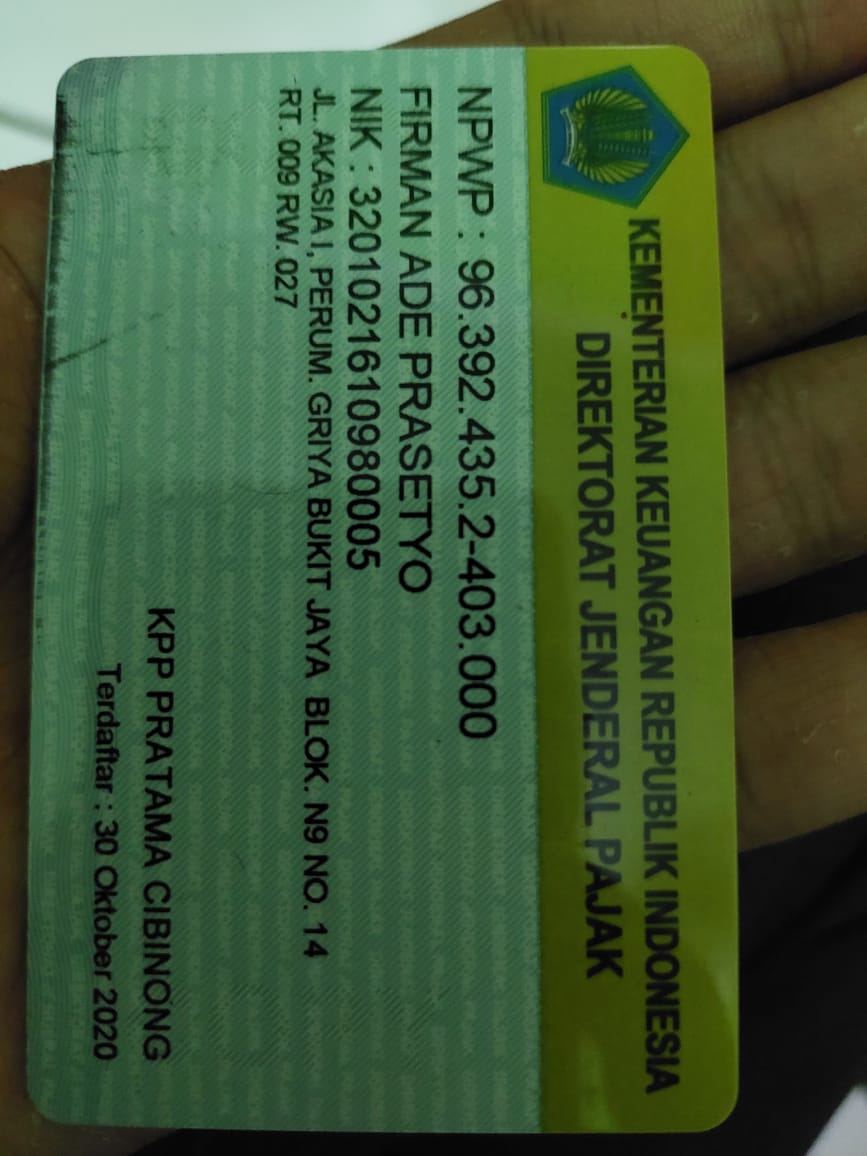 KEMENTERIAN KEUANGAN REPUBLIK INDONESIA
DIREKTORAT JENDERAL PAJAK
NPWP : 96.392.435.2-403.000
FIRMAN ADE PRASETYO
NIK : 3201021610980005
JL. AKASIA I, PERUM. GRIYA BUKIT JAYA BLOK. N9 NO. 14
RT. 009 RW. 027
KPP PRATAMA CIBINONG
Terdaftar : 30 Oktober 2020